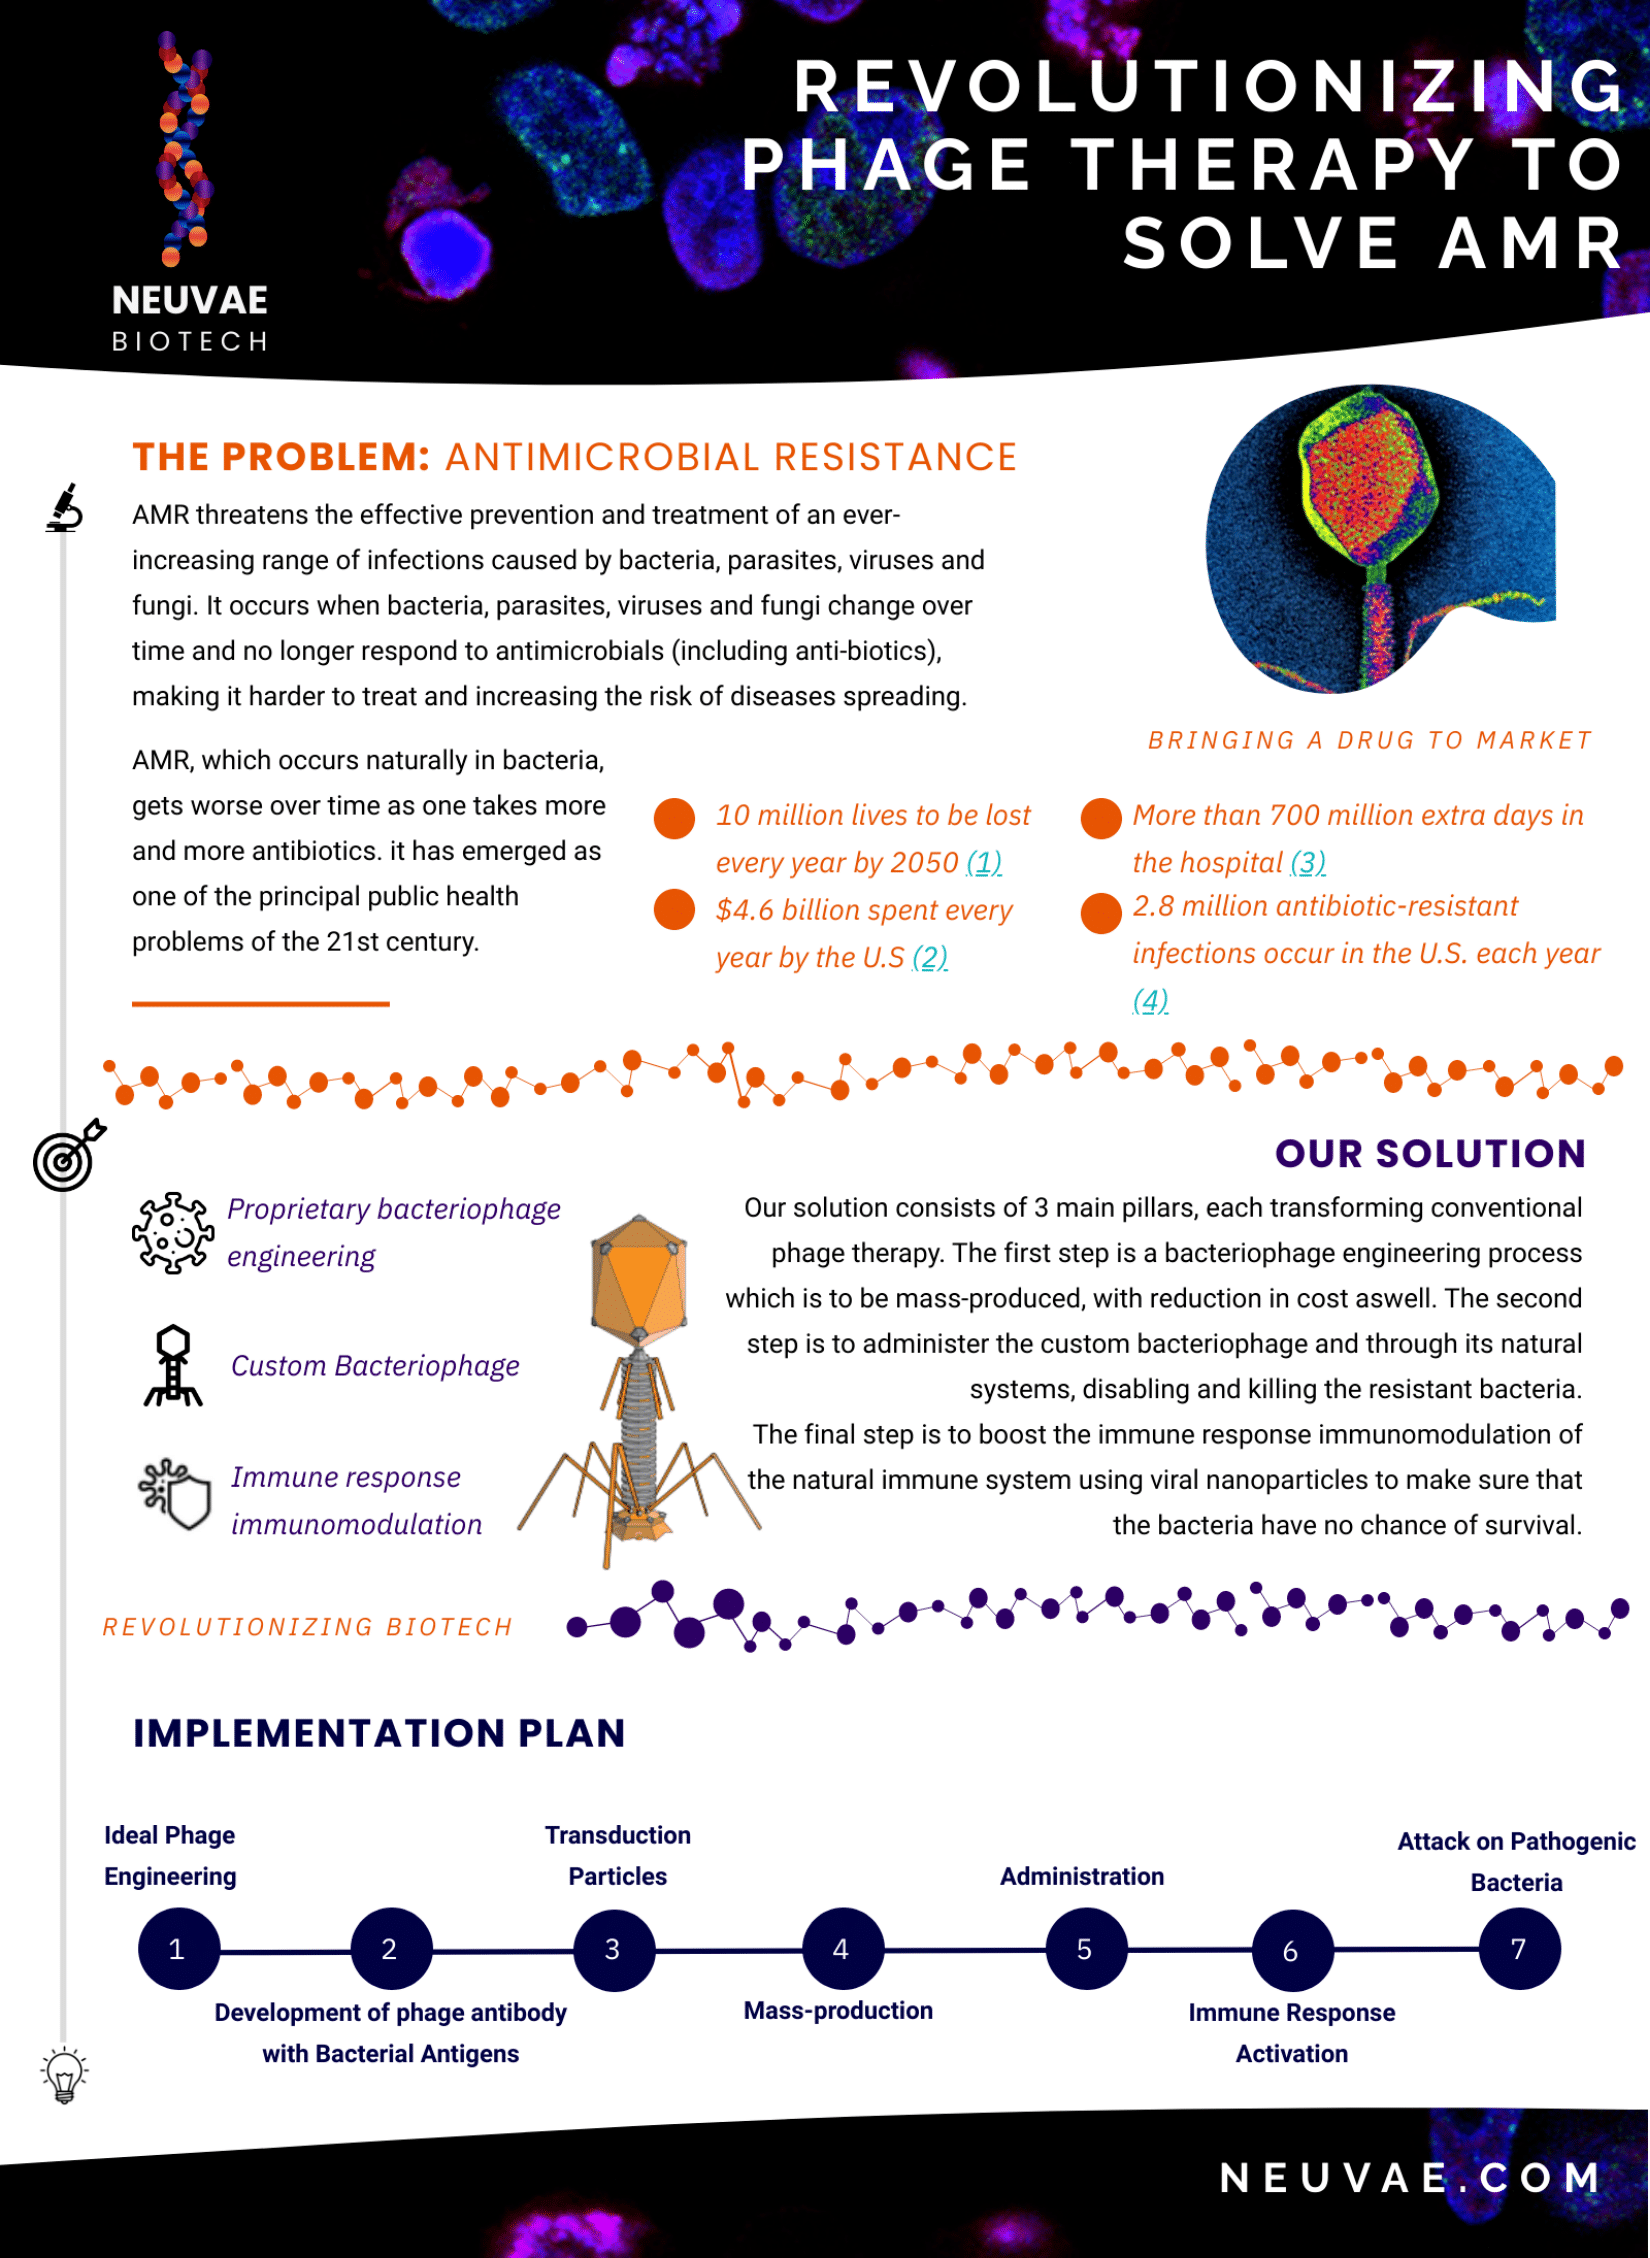 NEUVAE
BIOTECH
REVOLUTIONIZING
PHAGE THERAPY TO
SOLVE AMR
THE PROBLEM: ANTIMICROBIAL RESISTANCE
AMR threatens the effective prevention and treatment of an ever-
increasing range of infections caused by bacteria, parasites, viruses and
fungi. It occurs when bacteria, parasites, viruses and fungi change over
time and no longer respond to antimicrobials (including anti-biotics),
making it harder to treat and increasing the risk of diseases spreading.
AMR, which occurs naturally in bacteria,
gets worse over time as one takes more
and more antibiotics. it has emerged as
one of the principal public health
problems of the 21st century.
BRINGING A DRUG TO MARKET
10 million lives to be lost
every year by 2050 (1)
$4.6 billion spent every
year by the U.S (2)
More than 700 million extra days in
the hospital (3)
2.8 million antibiotic-resistant
infections occur in the U.S. each year
(4)
OUR SOLUTION
Proprietary bacteriophage
engineering
Custom Bacteriophage
Immune response
immunomodulation
Our solution consists of 3 main pillars, each transforming conventional
phage therapy. The first step is a bacteriophage engineering process
which is to be mass-produced, with reduction in cost aswell. The second
step is to administer the custom bacteriophage and through its natural
systems, disabling and killing the resistant bacteria.
The final step is to boost the immune response immunomodulation of
the natural immune system using viral nanoparticles to make sure that
the bacteria have no chance of survival.
REVOLUTIONIZING BIOTECH
IMPLEMENTATION PLAN
Ideal Phage
Engineering
1
2
Development of phage antibody
with Bacterial Antigens
Transduction
Particles
3
4
Mass-production
Administration
5
6
Immune Response
Activation
Attack on Pathogenic
Bacteria
7
NEUVAE.COM